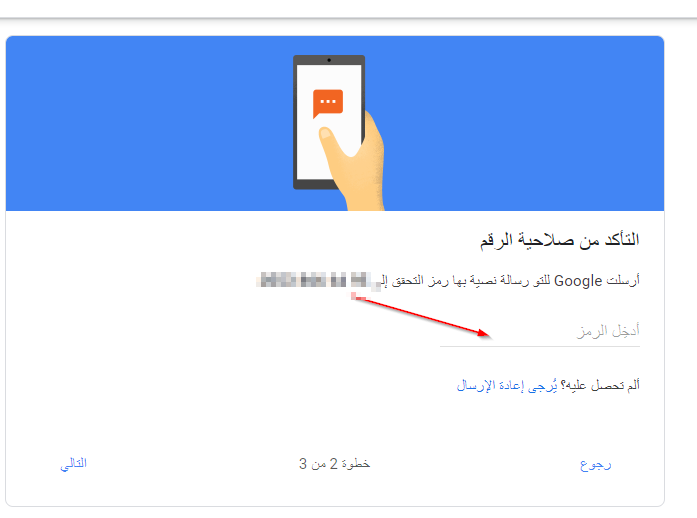 التأكد من صلاحية الرقم
أرسلت Google للتو رسالة نصية بها رمز التحقق إلى
أدخِل الرمز
ألم تحصل عليه؟ يُرجى إعادة الإرسال
رجوع
خطوة 2 من 3
التالي